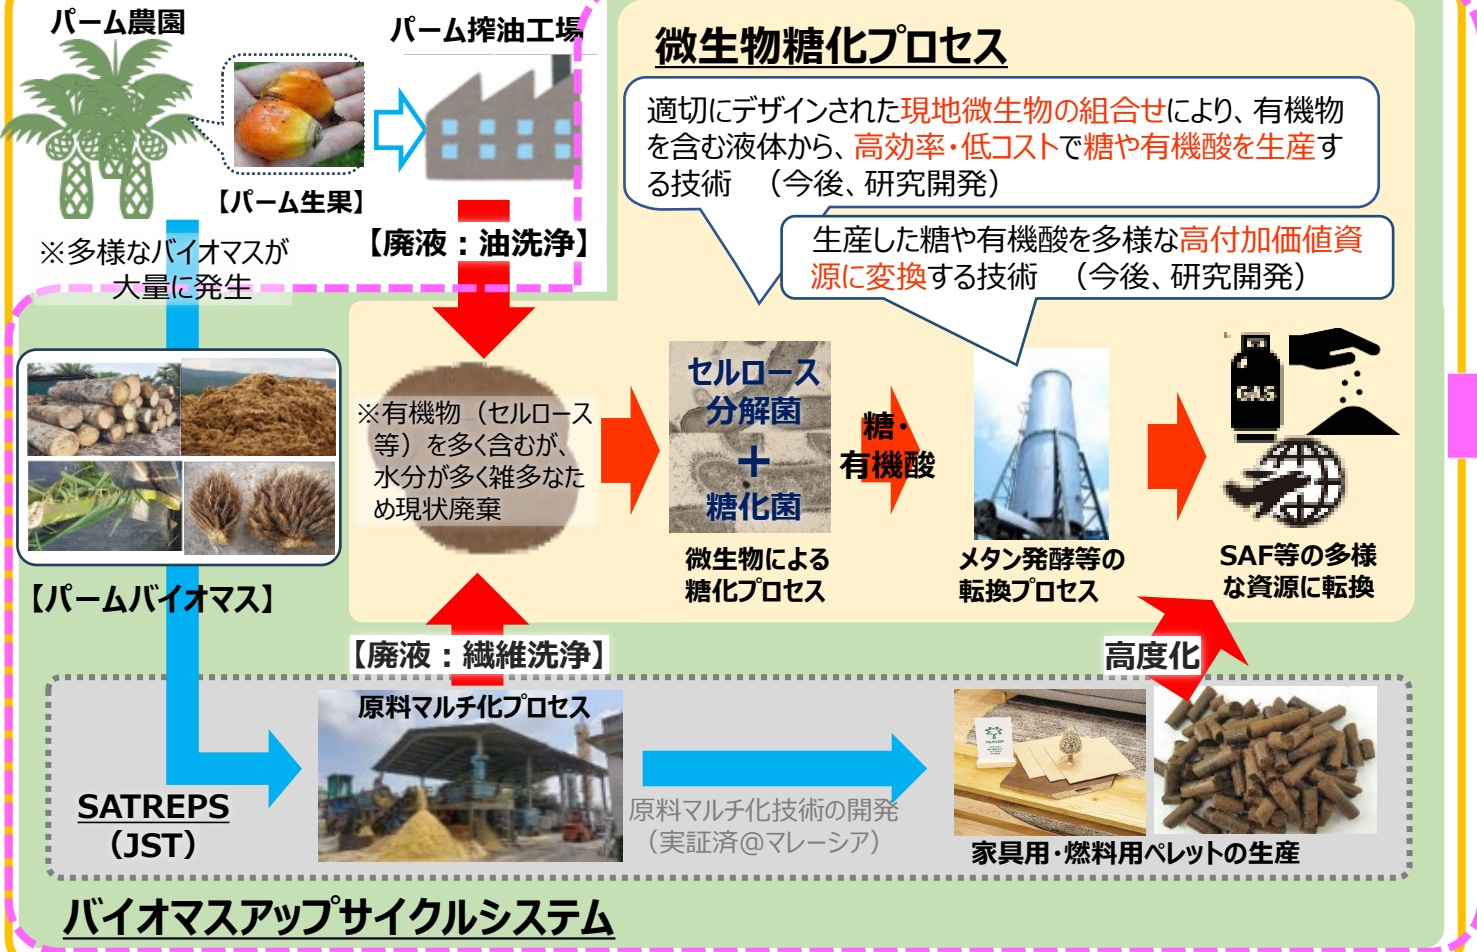 パーム農園
パーム搾油工場
【パーム生果】
※多様なバイオマスが
大量に発生
【廃液：油洗浄】
微生物糖化プロセス
適切にデザインされた現地微生物の組合せにより、有機物
を含む液体から、高効率・低コストで糖や有機酸を生産す
る技術　（今後、研究開発）
生産した糖や有機酸を多様な高付加価値資
源に変換する技術　（今後、研究開発）
※有機物（セルロース
等）を多く含むが、
水分が多く雑多なた
め現状廃棄
セルロース
分解菌
＋
糖化菌
微生物による
糖化プロセス
糖・
有機酸
メタン発酵等の
転換プロセス
GAS
SAF等の多様
な資源に転換
【パームバイオマス】
【廃液：繊維洗浄】
高度化
原料マルチ化プロセス
SATREPS
（JST）
原料マルチ化技術の開発
（実証済@マレーシア）
家具用・燃料用ペレットの生産
バイオマスアップサイクルシステム